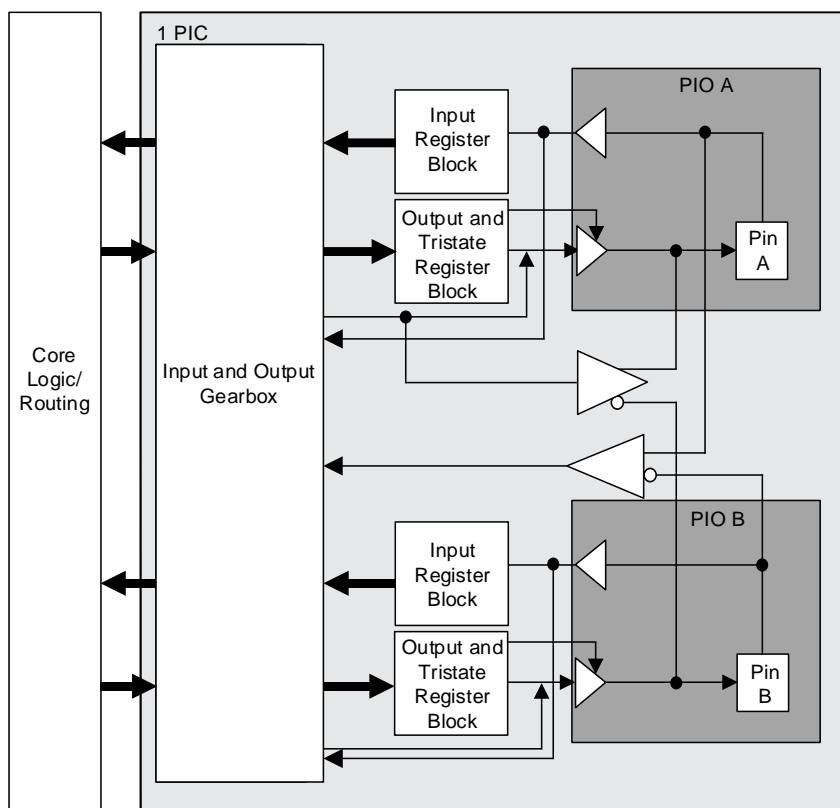 1 PIC
PIO A
Input
Register
Block
Output and
Tristate
Register
Block
Pin
A
Core
Logic/
Routing
Input and Output
Gearbox
PIO B
Input
Register
Block
Output and
Tristate
Register
Block
Pin
B